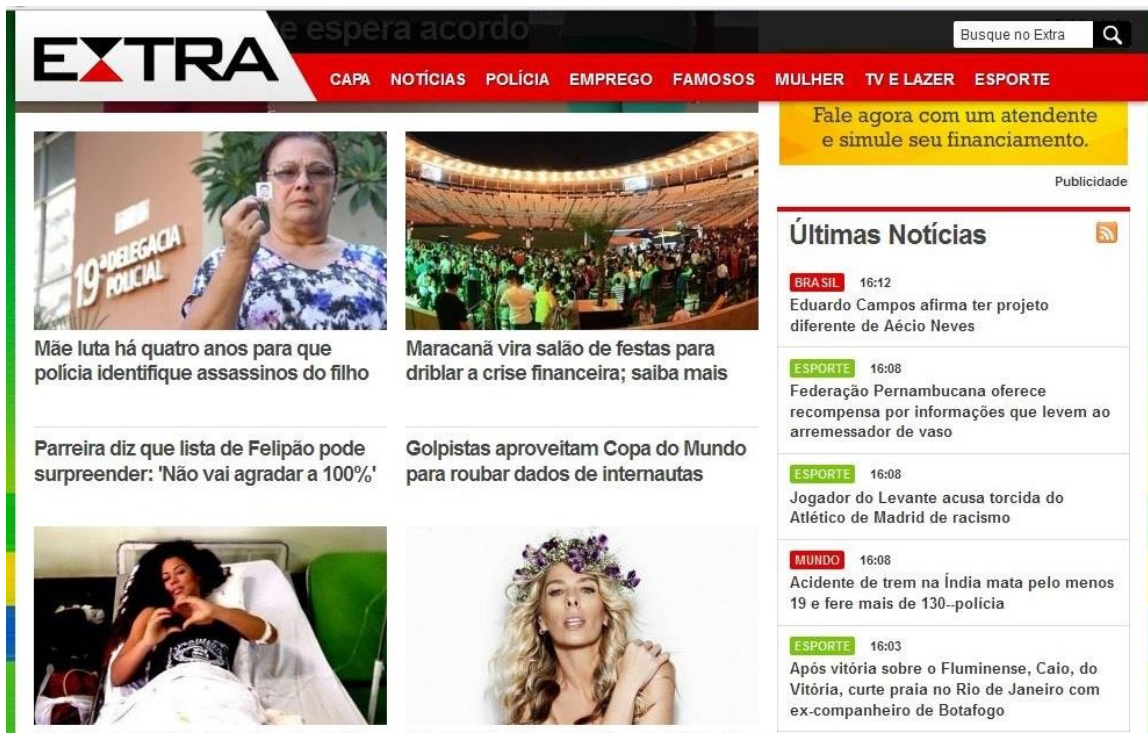 e espera acordo
EXTRA
Busque no Extra
CAPA NOTÍCIAS POLÍCIA EMPREGO FAMOSOS MULHER TV E LAZER ESPORTE
19ª DELEGACIA
POLICIAL
Mãe luta há quatro anos para que
polícia identifique assassinos do filho
Maracanã vira salão de festas para
driblar a crise financeira; saiba mais
Parreira diz que lista de Felipão pode
surpreender: 'Não vai agradar a 100%'
Golpistas aproveitam Copa do Mundo
para roubar dados de internautas
Fale agora com um atendente
e simule seu financiamento.
Publicidade
Últimas Notícias
BRASIL 16:12
Eduardo Campos afirma ter projeto
diferente de Aécio Neves
ESPORTE 16:08
Federação Pernambucana oferece
recompensa por informações que levem ao
arremessador de vaso
ESPORTE 16:08
Jogador do Levante acusa torcida do
Atlético de Madrid de racismo
MUNDO 16:08
Acidente de trem na Índia mata pelo menos
19 e fere mais de 130--polícia
ESPORTE 16:03
Após vitória sobre o Fluminense, Caio, do
Vitória, curte praia no Rio de Janeiro com
ex-companheiro de Botafogo